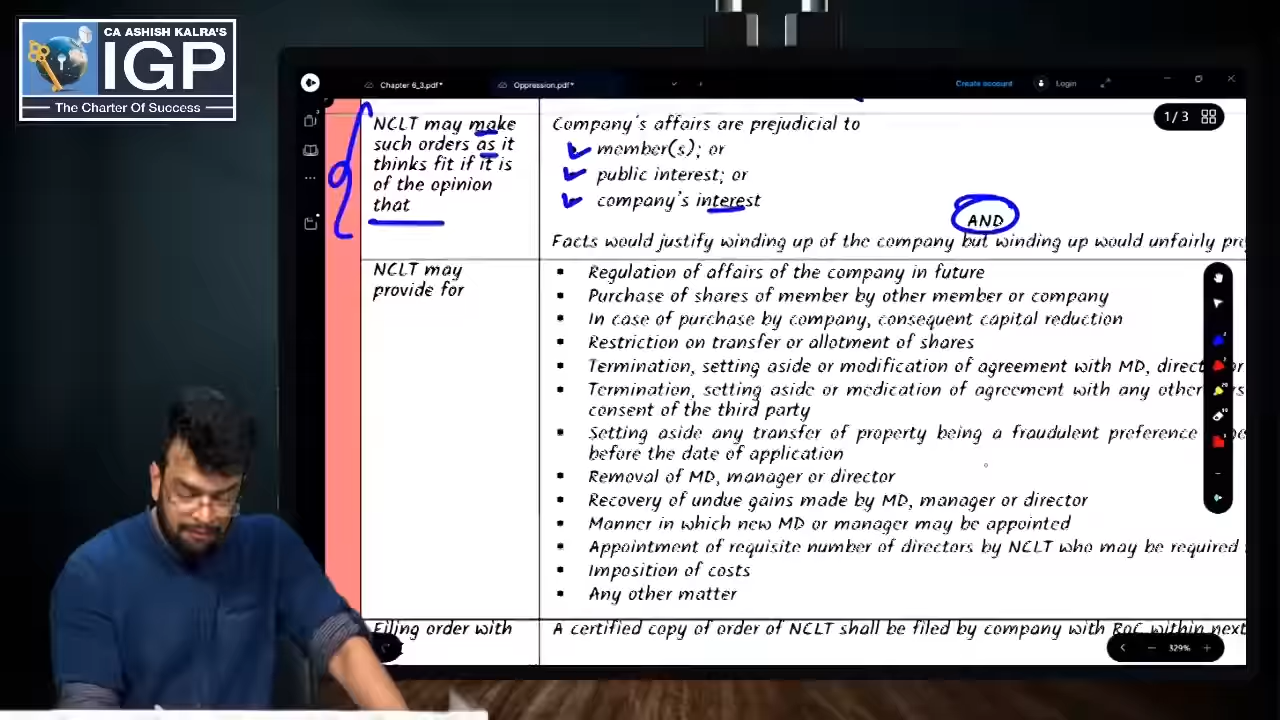 CA ASHISH KALRA'S
IGP
The Charter Of Success
Chapter 6_3.pdf*
Oppression.pdf*
Create account
Login
1 / 3
NCLT may make
such orders as it
thinks fit if it is
of the opinion
that
Company's affairs are prejudicial to
member(s); or
public interest; or
company's interest
AND
Facts would justify winding up of the company but winding up would unfairly
NCLT may
provide for
Regulation of affairs of the company in future
Purchase of shares of member by other member or company
In case of purchase by company, consequent capital reduction
Restriction on transfer or allotment of shares
Termination, setting aside or modification of agreement with MD,
Termination, setting aside or medication of agreement with any other
consent of the third party
Setting aside any transfer of property being a fraudulent preference
before the date of application
Removal of MD, manager or director
Recovery of undue gains made by MD, manager or director
Manner in which new MD or manager may be appointed
Appointment of requisite number of directors by NCLT who may be required
Imposition of costs
Any other matter
Filing order with
A certified copy of order of NCLT shall be filed by company with RoC within next
329%